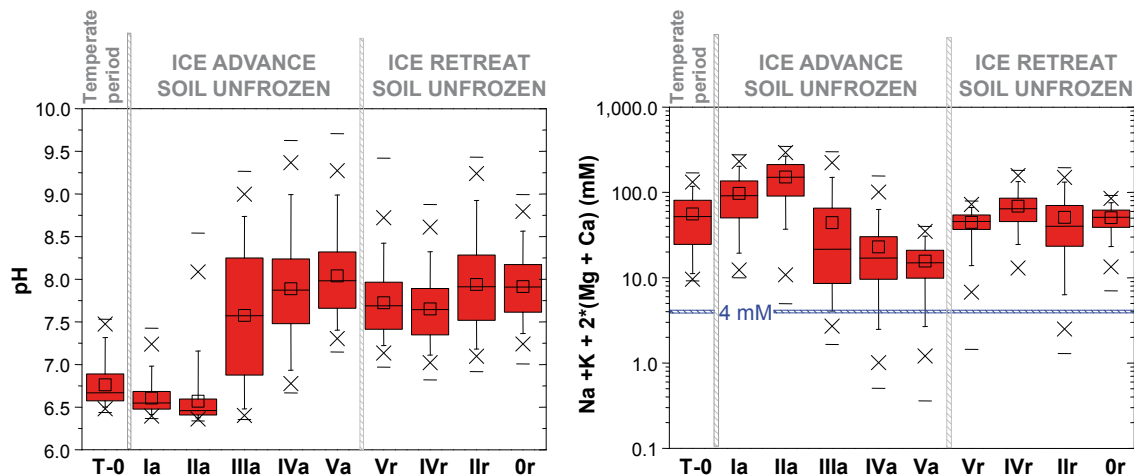 Temperate
period
ICE ADVANCE
SOIL UNFROZEN
ICE RETREAT
SOIL UNFROZEN
10.0
9.5
9.0
8.5
8.0
7.5
7.0
6.5
6.0
pH
T-0 Ia IIa IIIa IVa Va Vr IVr IIr 0r
Temperate
period
ICE ADVANCE
SOIL UNFROZEN
ICE RETREAT
SOIL UNFROZEN
1,000.0
100.0
10.0
1.0
0.1
Na +K + 2*(Mg + Ca) (mM)
4 mM
T-0 Ia IIa IIIa IVa Va Vr IVr IIr 0r